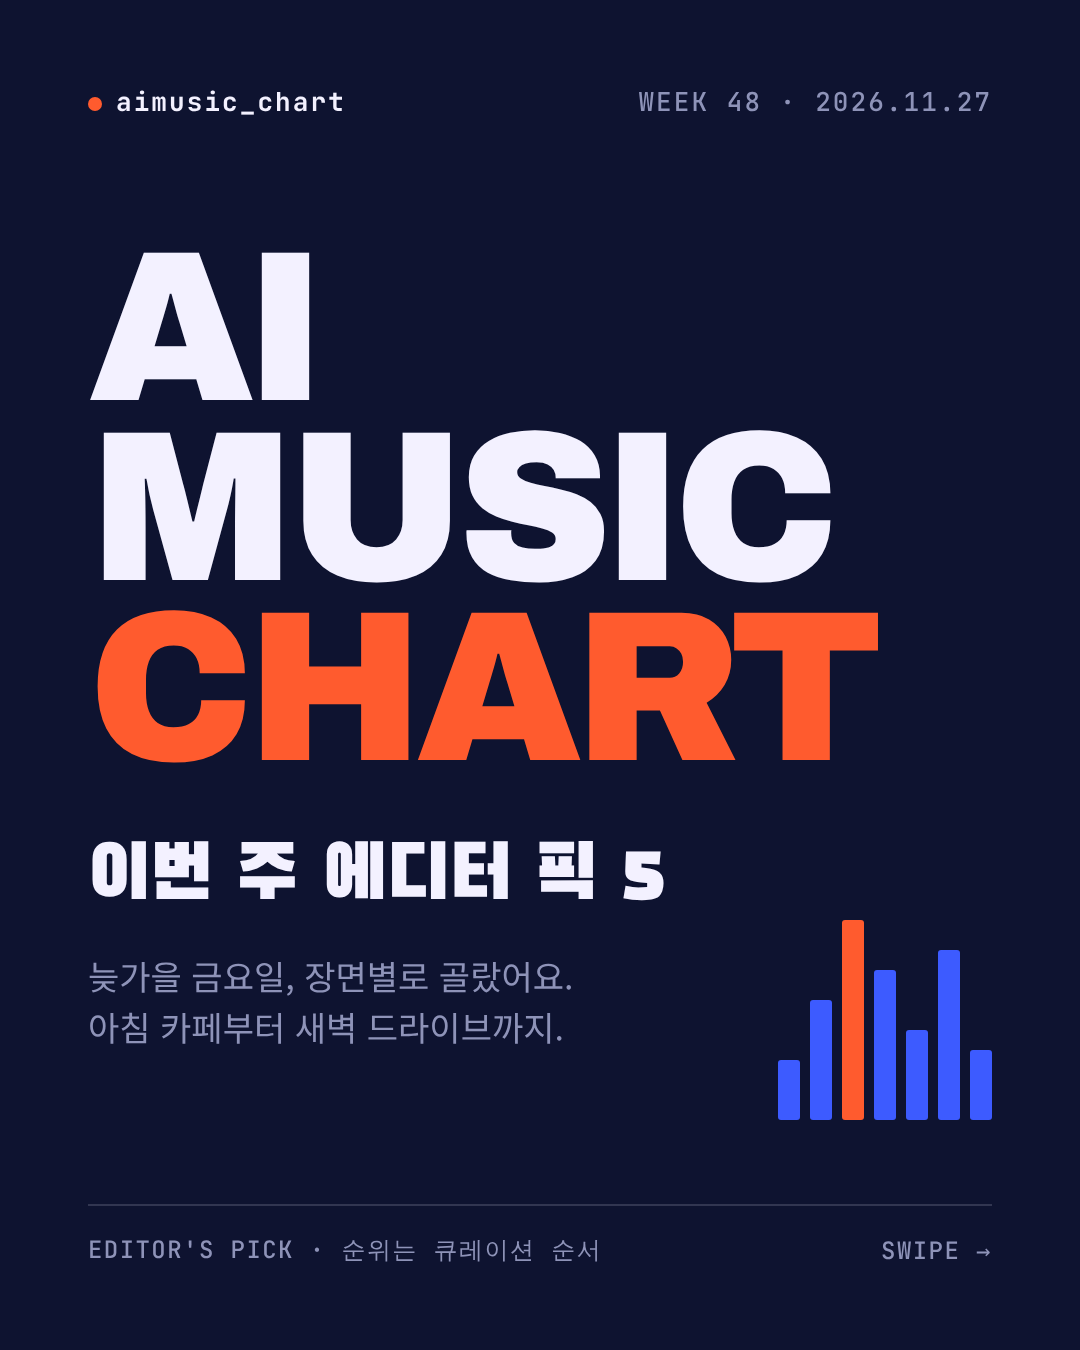 aimusic_chart
WEEK 48 · 2026.11.27
AI
MUSIC
CHART
이번 주 에디터 픽 5
늦가을 금요일, 장면별로 골랐어요.
아침 카페부터 새벽 드라이브까지.
EDITOR'S PICK · 순위는 큐레이션 순서
SWIPE →